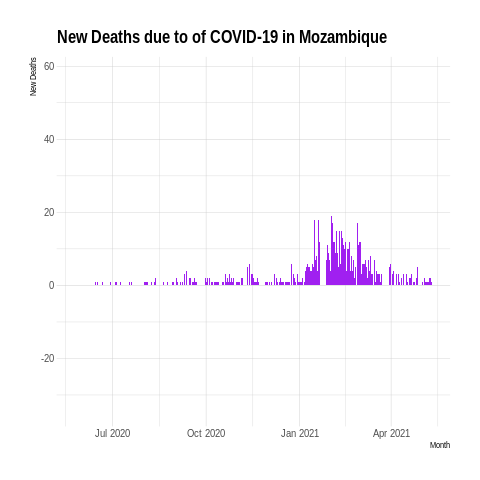 New Deaths due to of COVID-19 in Mozambique
New Deaths
60
40
20
0
-20
Jul 2020 Oct 2020 Jan 2021 Apr 2021
Month